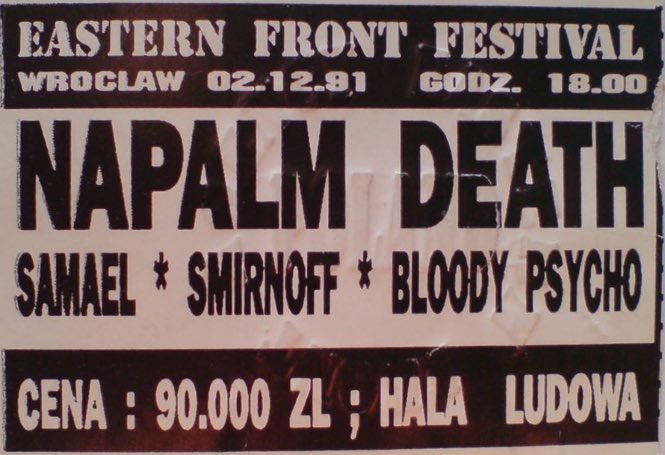 EASTERN FRONT FESTIVAL
WROCLAW 02.12.91 GODZ. 18.00
NAPALM DEATH
SAMAEL * SMIRNOFF * BLOODY PSYCHO
CENA : 90.000 ZL ; HALA LUDOWA